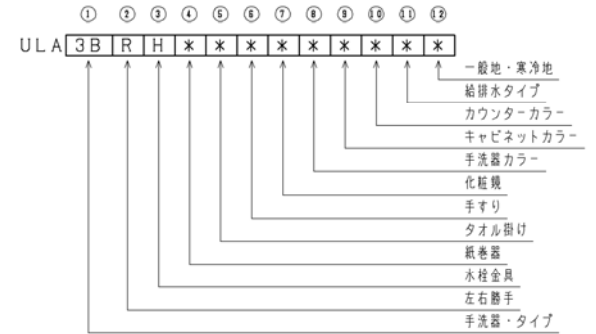 ① ② ③ ④ ⑤ ⑥ ⑦ ⑧ ⑨ ⑩ ⑪ ⑫
ULA 3B R H * * * * * * * * *
一般地・寒冷地
給排水タイプ
カウンターカラー
キャビネットカラー
手洗器カラー
化粧鏡
手すり
タオル掛け
紙巻器
水栓金具
左右勝手
手洗器・タイプ